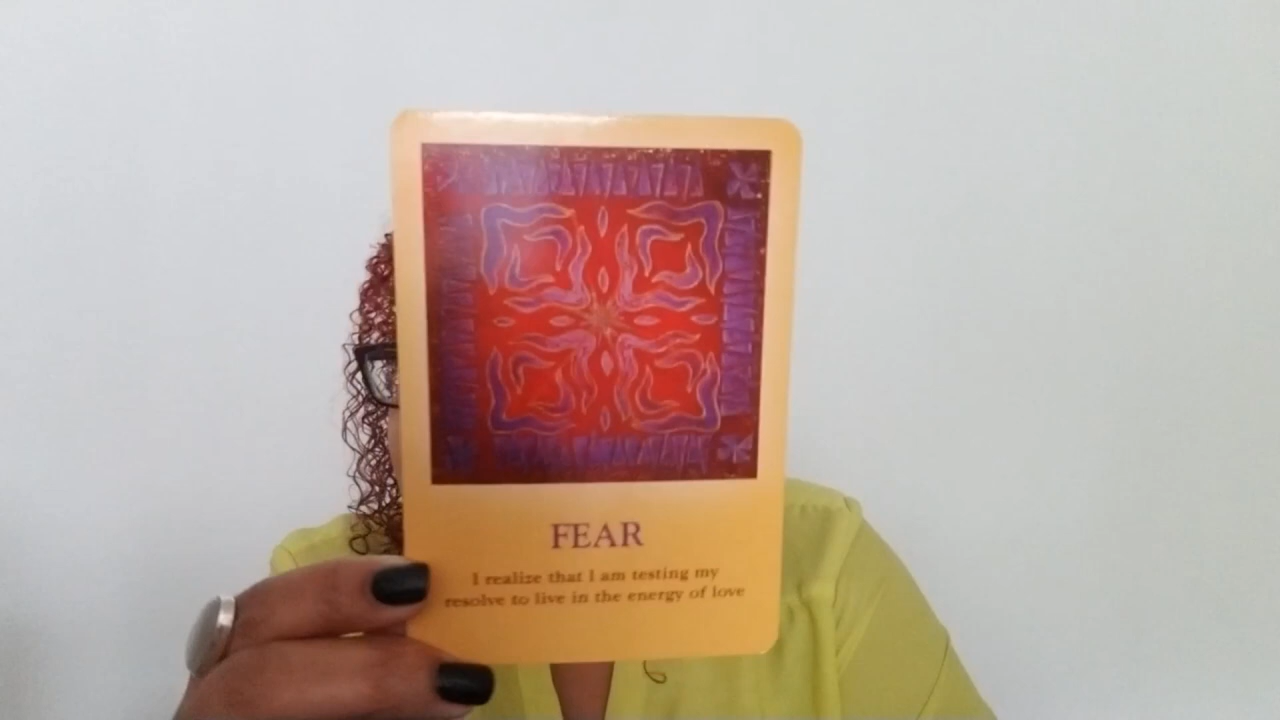 FEAR
I realize that I am testing my
resolve to live in the energy of love